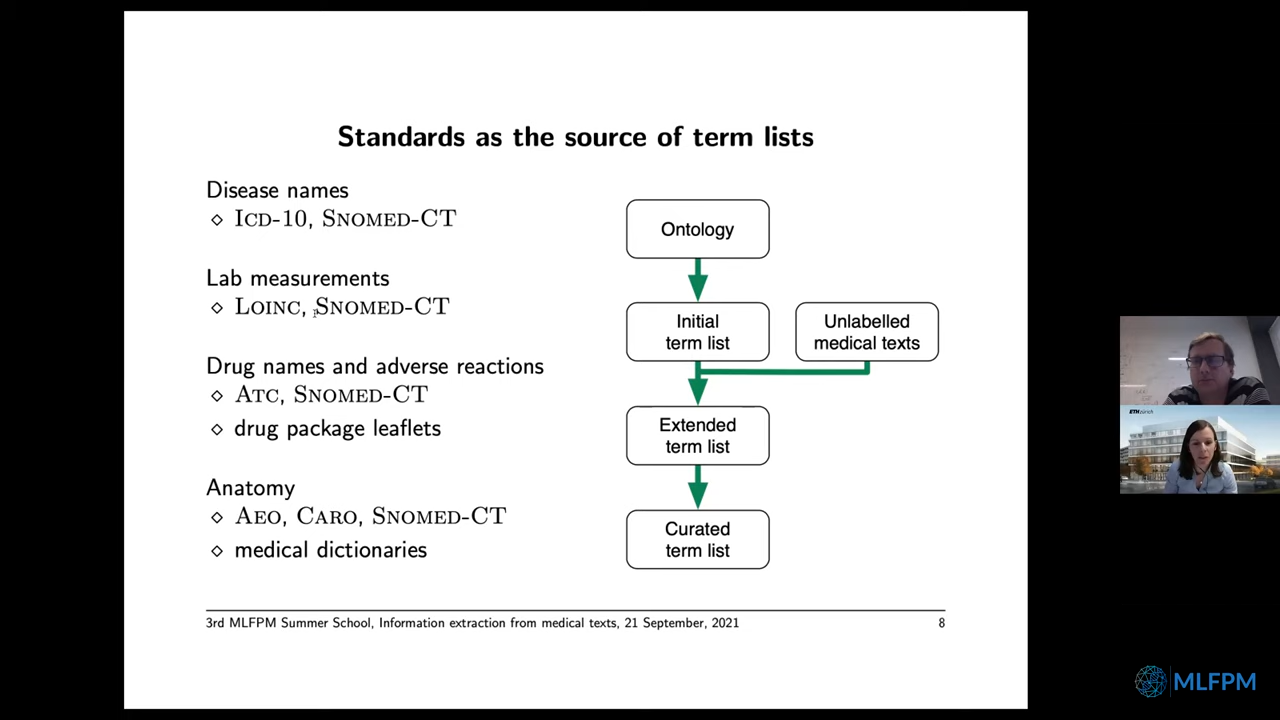 Standards as the source of term lists
Disease names
⋄ ICD-10, SNOMED-CT
Lab measurements
⋄ LOINC, SNOMED-CT
Drug names and adverse reactions
⋄ ATC, SNOMED-CT
⋄ drug package leaflets
Anatomy
⋄ AEO, CARO, SNOMED-CT
⋄ medical dictionaries
Ontology
Initial
term list
Unlabelled
medical texts
Extended
term list
Curated
term list
3rd MLFPM Summer School, Information extraction from medical texts, 21 September, 2021
8
ETH zürich
MLFPM